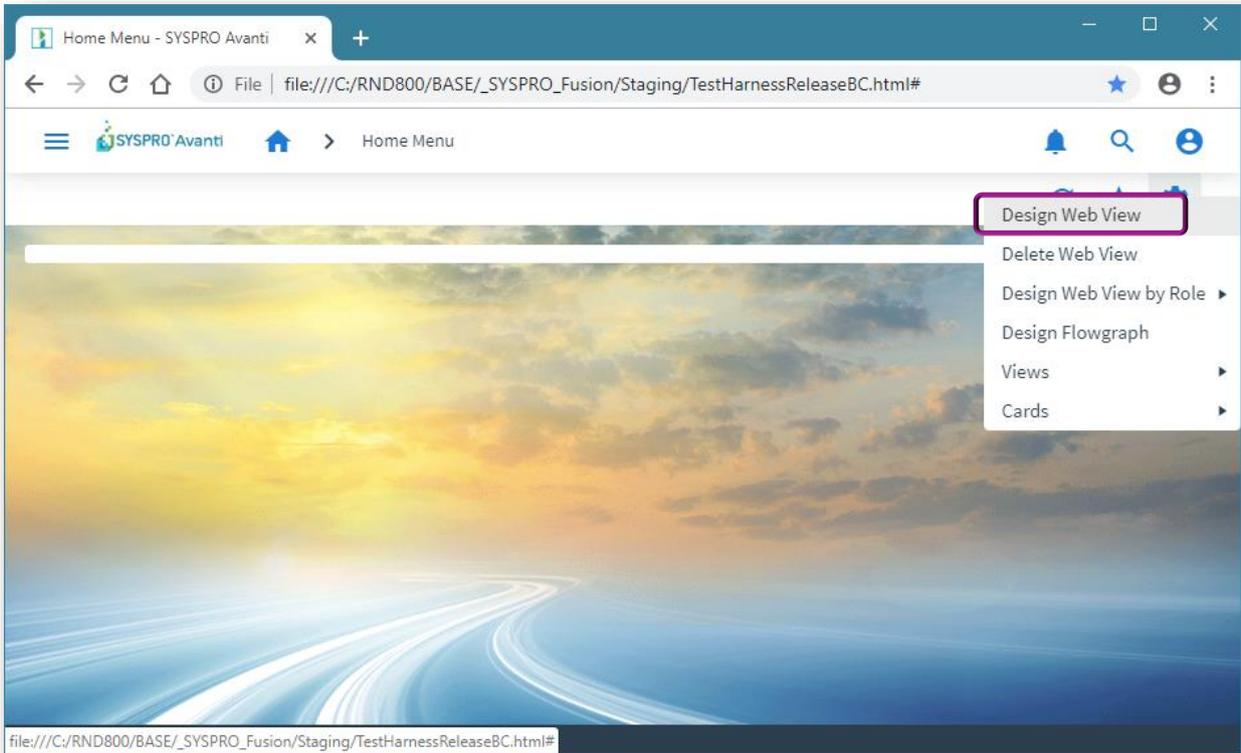 Home Menu - SYSPRO Avanti
File | file:///C:/RND800/BASE/_SYSPRO_Fusion/Staging/TestHarnessReleaseBC.html#
SYSPRO Avanti
Home Menu
Design Web View
Delete Web View
Design Web View by Role
Design Flowgraph
Views
Cards
file:///C:/RND800/BASE/_SYSPRO_Fusion/Staging/TestHarnessReleaseBC.html#